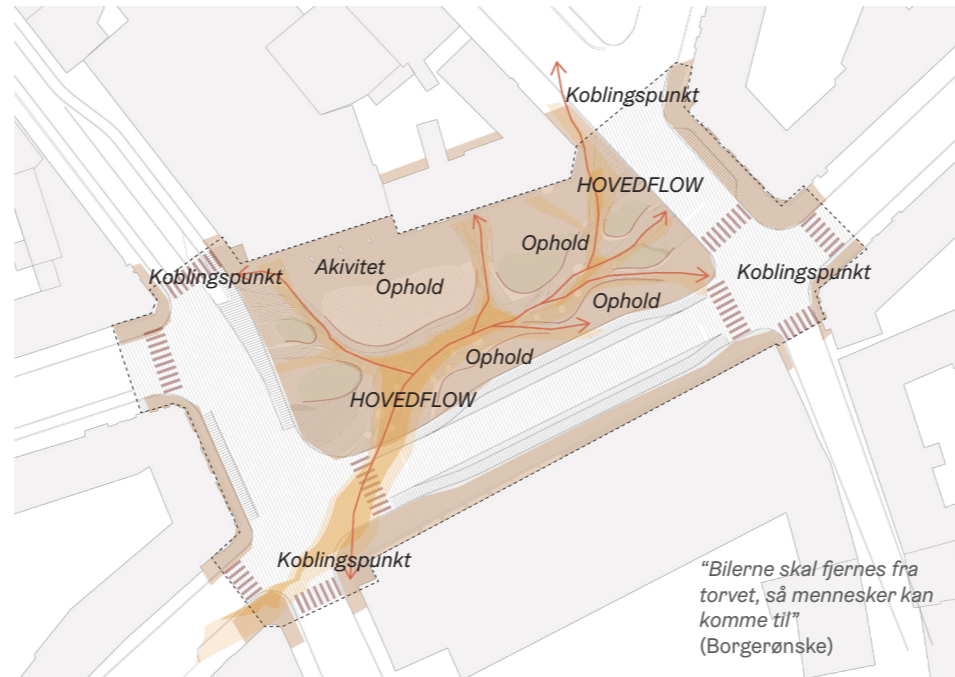 Koblingspunkt
HOVEDFLOW
Ophold
Koblingspunkt
Akivitet
Ophold
Koblingspunkt
Ophold
Ophold
HOVEDFLOW
Koblingspunkt
“Bilerne skal fjernes fra
torvet, så mennesker kan
komme til”
(Borgerønske)